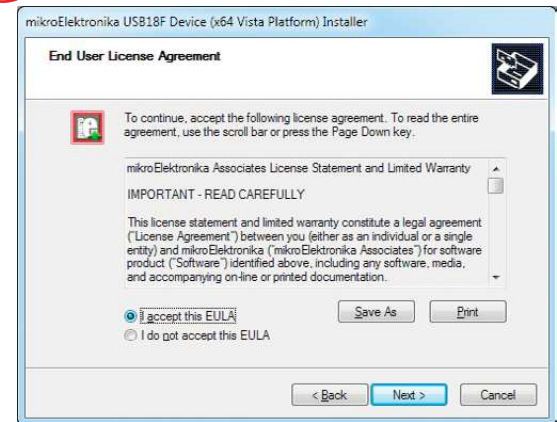 mikroElektronika USB18F Device (x64 Vista Platform) Installer
End User License Agreement
To continue, accept the following license agreement. To read the entire
agreement, use the scroll bar or press the Page Down key.
mikroElektronika Associates License Statement and Limited Warranty
IMPORTANT - READ CAREFULLY
This license statement and limited warranty constitute a legal agreement
("License Agreement") between you (either as an individual or a single
entity) and mikroElektronika ("mikroElektronika Associates") for software
product ("Software") identified above, including any software, media,
and accompanying on-line or printed documentation.
I accept this EULA
Save As
Print
I do not accept this EULA
< Back
Next >
Cancel